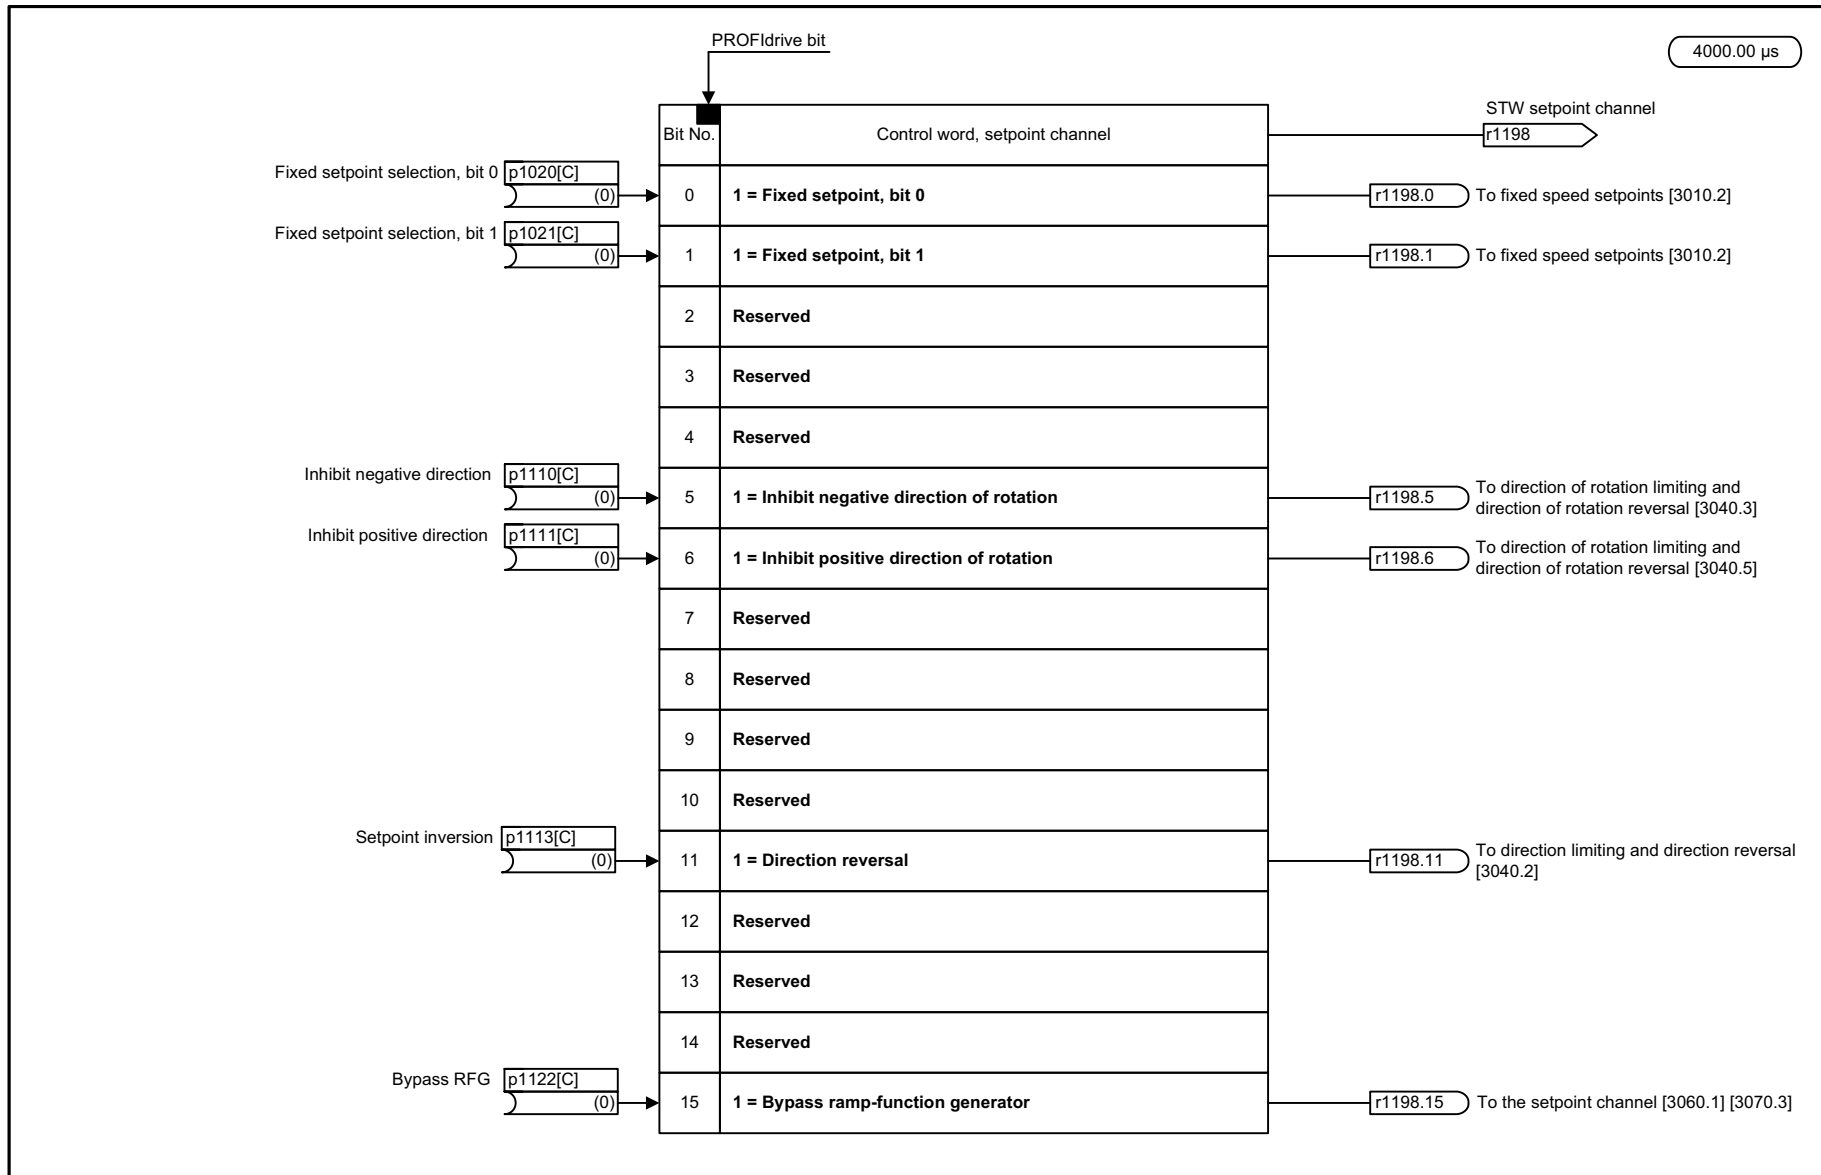 PROFIdrive bit
4000.00 µs
STW setpoint channel
Bit No. Control word, setpoint channel r1198
Fixed setpoint selection, bit 0 p1020[C]
(0) 0 1 = Fixed setpoint, bit 0 r1198.0 To fixed speed setpoints [3010.2]
Fixed setpoint selection, bit 1 p1021[C]
(0) 1 1 = Fixed setpoint, bit 1 r1198.1 To fixed speed setpoints [3010.2]
2 Reserved
3 Reserved
4 Reserved
Inhibit negative direction p1110[C]
(0) 5 1 = Inhibit negative direction of rotation r1198.5 To direction of rotation limiting and
direction of rotation reversal [3040.3]
Inhibit positive direction p1111[C]
(0) 6 1 = Inhibit positive direction of rotation r1198.6 To direction of rotation limiting and
direction of rotation reversal [3040.5]
7 Reserved
8 Reserved
9 Reserved
10 Reserved
Setpoint inversion p1113[C]
(0) 11 1 = Direction reversal r1198.11 To direction limiting and direction reversal
[3040.2]
12 Reserved
13 Reserved
14 Reserved
Bypass RFG p1122[C]
(0) 15 1 = Bypass ramp-function generator r1198.15 To the setpoint channel [3060.1] [3070.3]